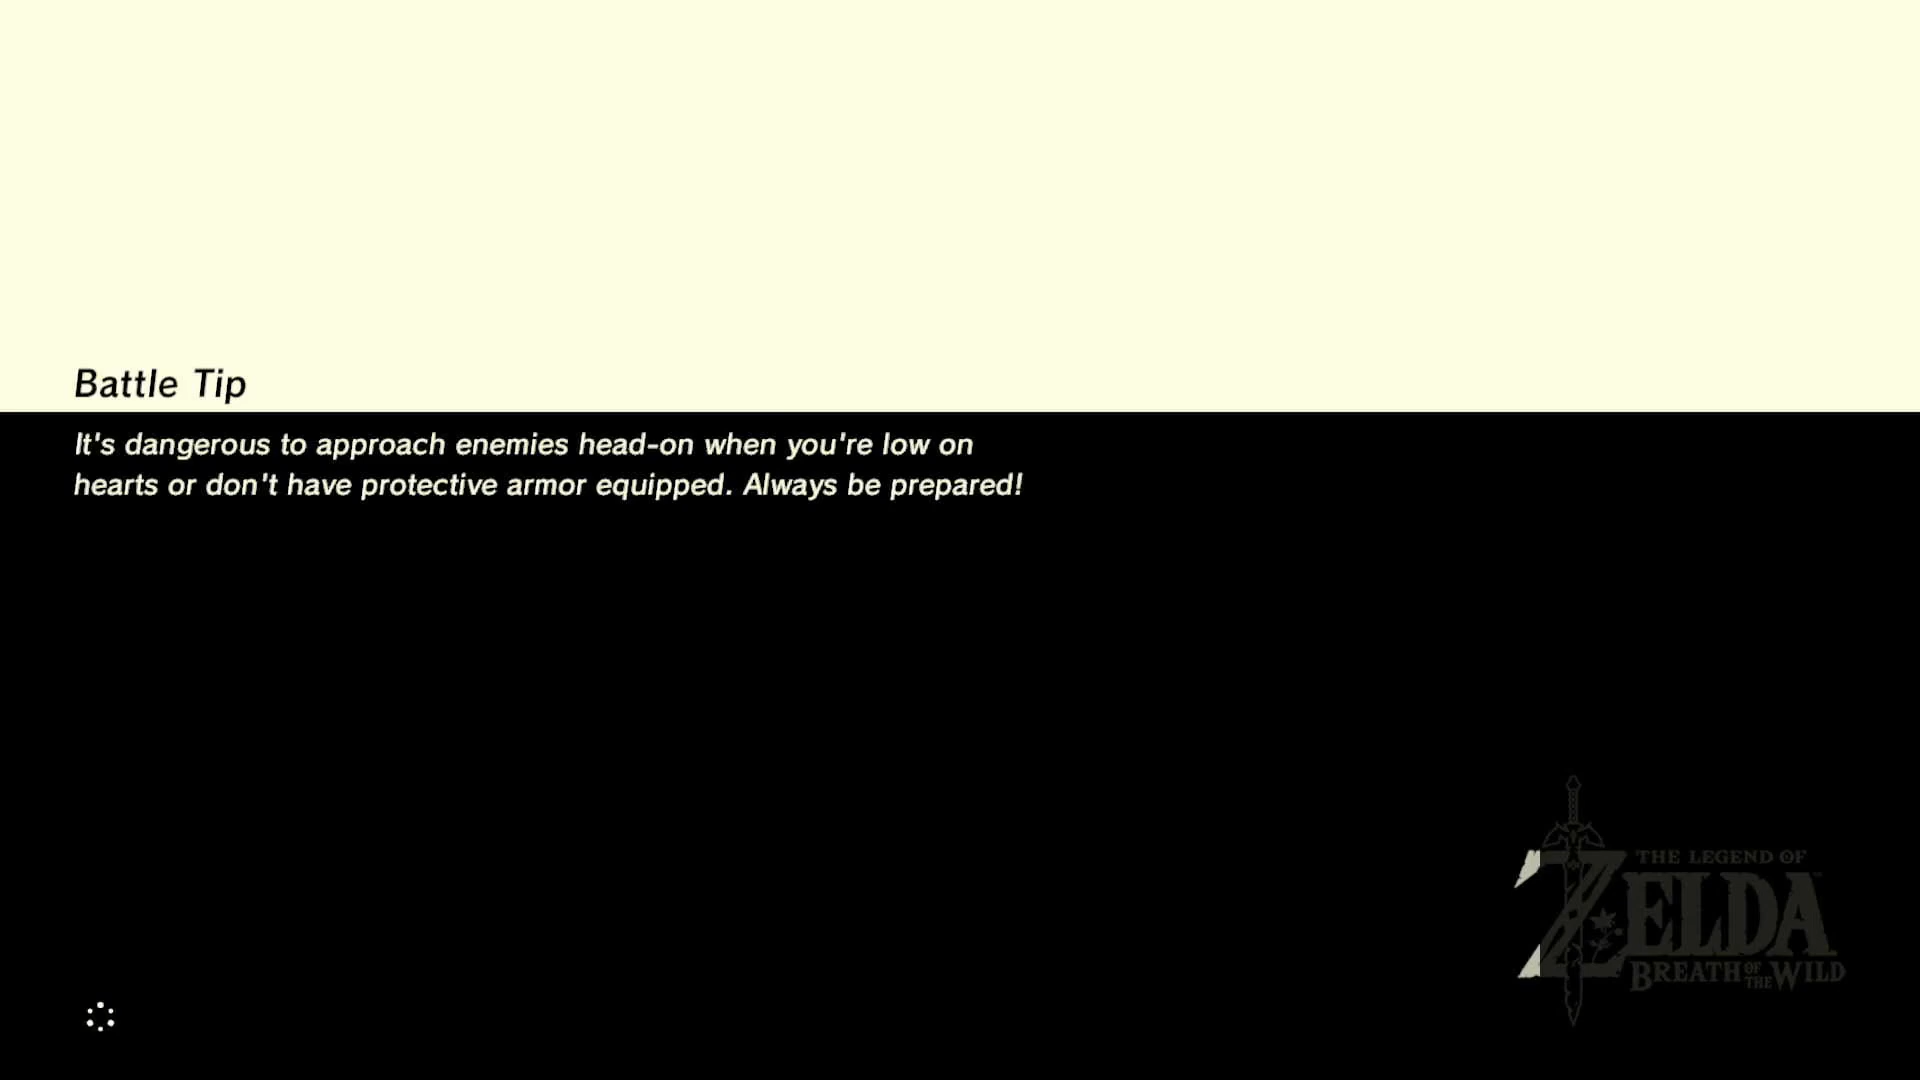 Battle Tip
It's dangerous to approach enemies head-on when you're low on
hearts or don't have protective armor equipped. Always be prepared!
THE LEGEND OF
ZELDA
BREATH OF THE WILD